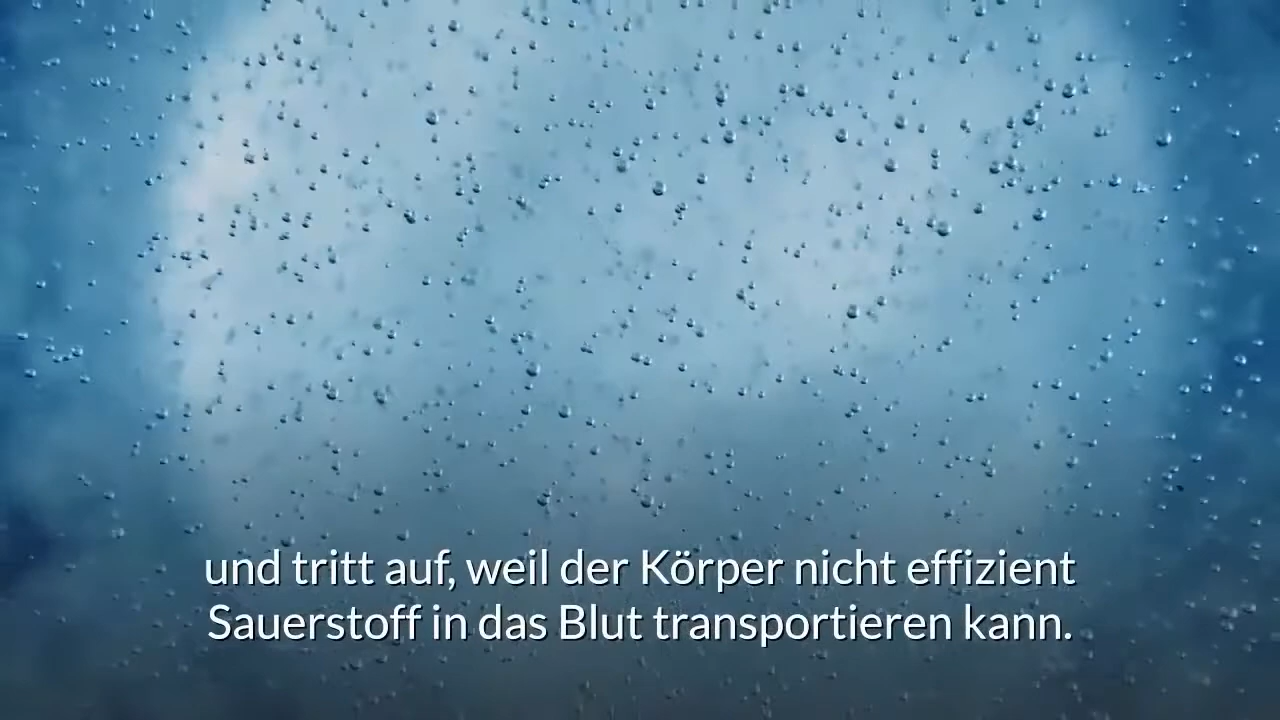 und tritt auf, weil der Körper nicht effizient
Sauerstoff in das Blut transportieren kann.